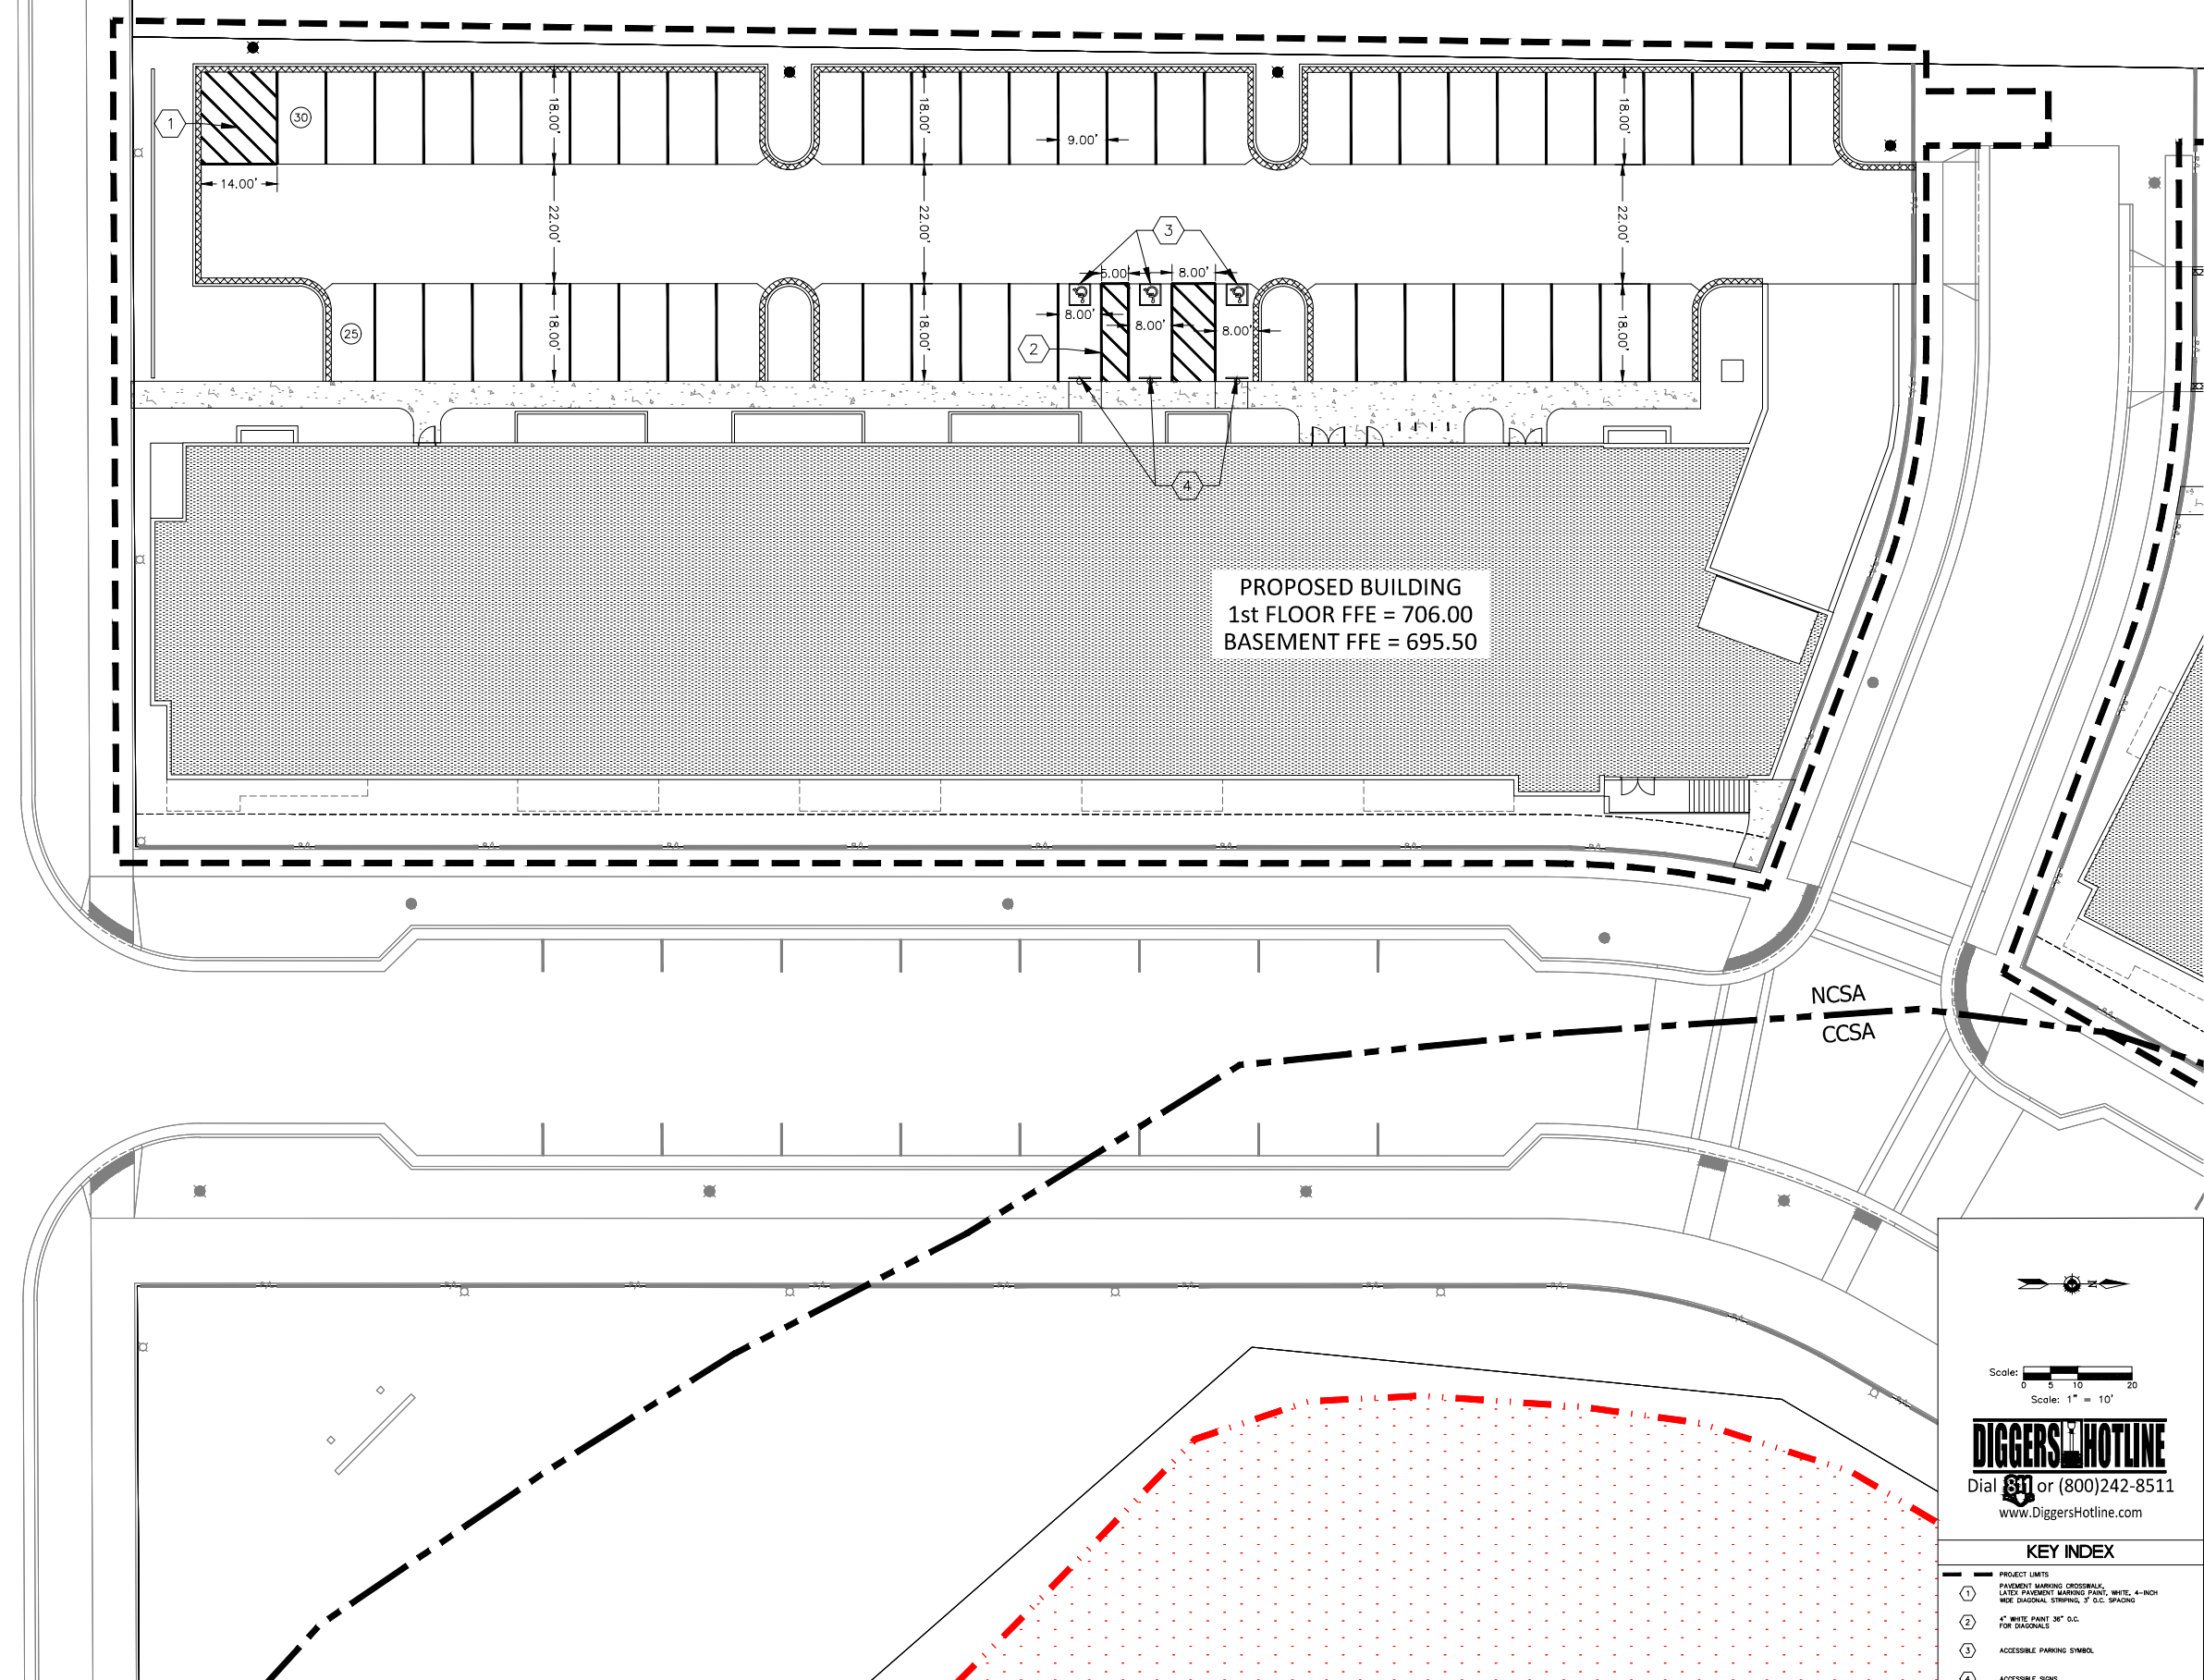 1
30
18.00'
18.00'
9.00'
18.00'
14.00'
22.00'
22.00'
22.00'
3
5.00
8.00'
25
18.00'
18.00'
8.00'
8.00'
8.00'
18.00'
2
4
PROPOSED BUILDING
1st FLOOR FFE = 706.00
BASEMENT FFE = 695.50
NCSA
CCSA
N
Scale:
0 5 10 20
Scale: 1" = 10'
DIGGERS HOTLINE
Dial 811 or (800)242-8511
www.DiggersHotline.com
KEY INDEX
PROJECT LIMITS
1
PAVEMENT MARKING CROSSWALK,
LATEX PAVEMENT MARKING PAINT, WHITE, 4-INCH
WIDE DIAGONAL STRIPING, 3' O.C. SPACING
2
4" WHITE PAINT 36" O.C.
FOR DIAGONALS
3
ACCESSIBLE PARKING SYMBOL
4
ACCESSIBLE SIGNS